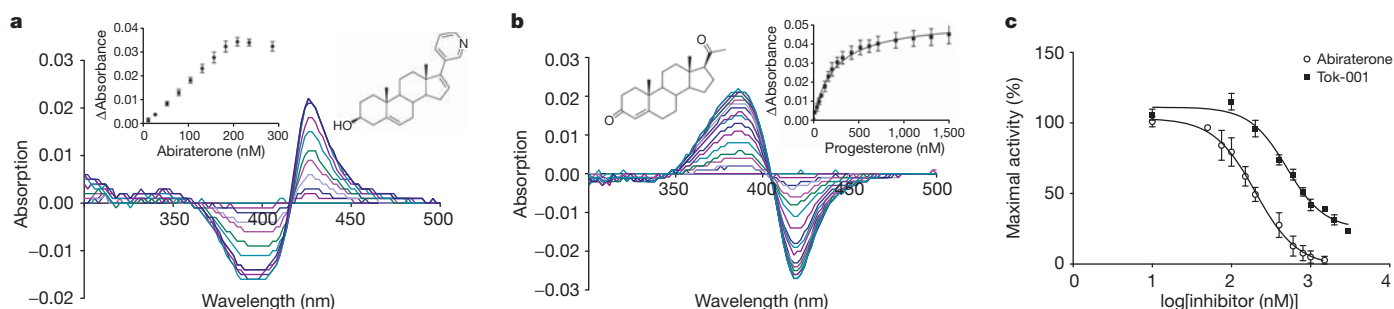 a
0.03
0.02
0.01
0.00
−0.01
−0.02
Absorption
350
400
450
500
Wavelength (nm)
0.04
0.03
0.02
0.01
0.00
ΔAbsorbance
0
100
200
300
Abiraterone (nM)
HO
N
b
0.03
0.02
0.01
0.00
−0.01
−0.02
−0.03
Absorption
350
400
450
500
Wavelength (nm)
O
O
0.05
0.04
0.03
0.02
0.01
0.00
ΔAbsorbance
0
500
1,000
1,500
Progesterone (nM)
c
150
100
50
0
Maximal activity (%)
0
1
2
3
4
log[inhibitor (nM)]
Abiraterone
Tok-001